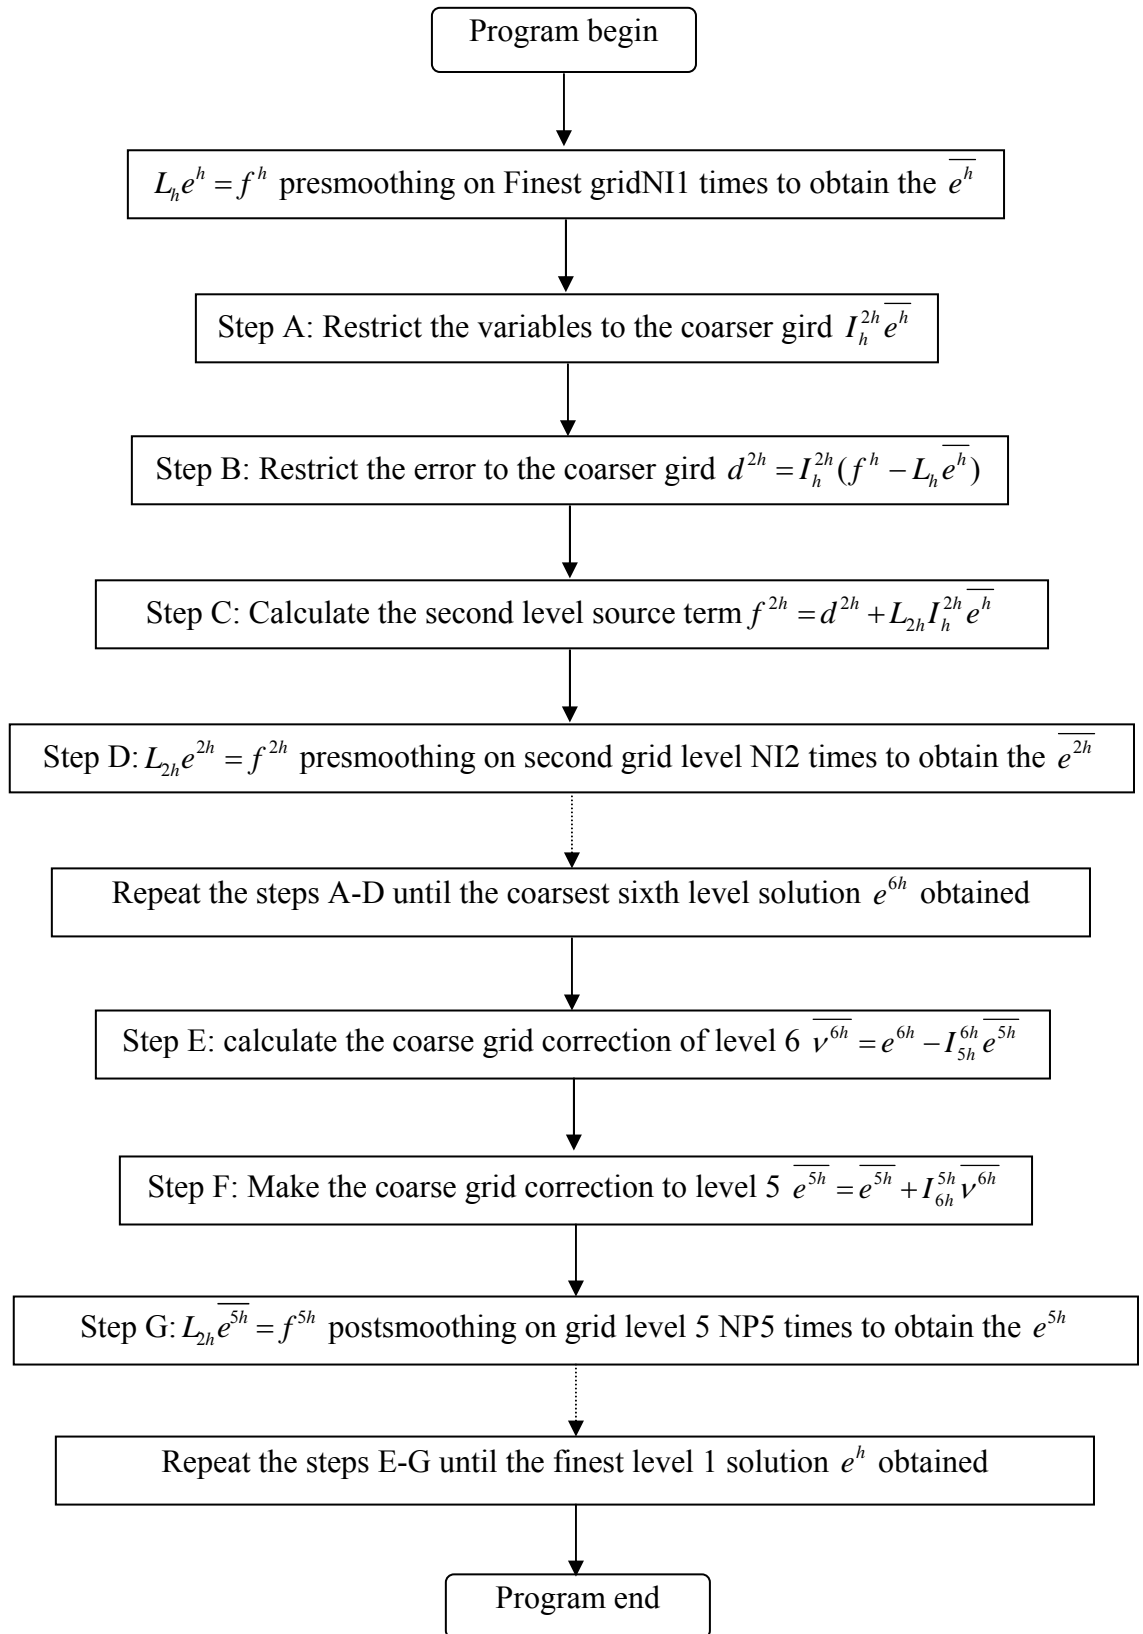 Program begin
$L_h e^h = f^h$ presmoothing on Finest gridNI1 times to obtain the $\overline{e^h}$
Step A: Restrict the variables to the coarser gird $I_h^{2h} \overline{e^h}$
Step B: Restrict the error to the coarser gird $d^{2h} = I_h^{2h} (f^h - L_h \overline{e^h})$
Step C: Calculate the second level source term $f^{2h} = d^{2h} + L_{2h} I_h^{2h} \overline{e^h}$
Step D: $L_{2h} e^{2h} = f^{2h}$ presmoothing on second grid level NI2 times to obtain the $\overline{e^{2h}}$
Repeat the steps A-D until the coarsest sixth level solution $e^{6h}$ obtained
Step E: calculate the coarse grid correction of level 6 $\overline{v^{6h}} = e^{6h} - I_{5h}^{6h} \overline{e^{5h}}$
Step F: Make the coarse grid correction to level 5 $\overline{e^{5h}} = \overline{e^{5h}} + I_{6h}^{5h} \overline{v^{6h}}$
Step G: $L_{2h} \overline{e^{5h}} = f^{5h}$ postsmoothing on grid level 5 NP5 times to obtain the $e^{5h}$
Repeat the steps E-G until the finest level 1 solution $e^h$ obtained
Program end